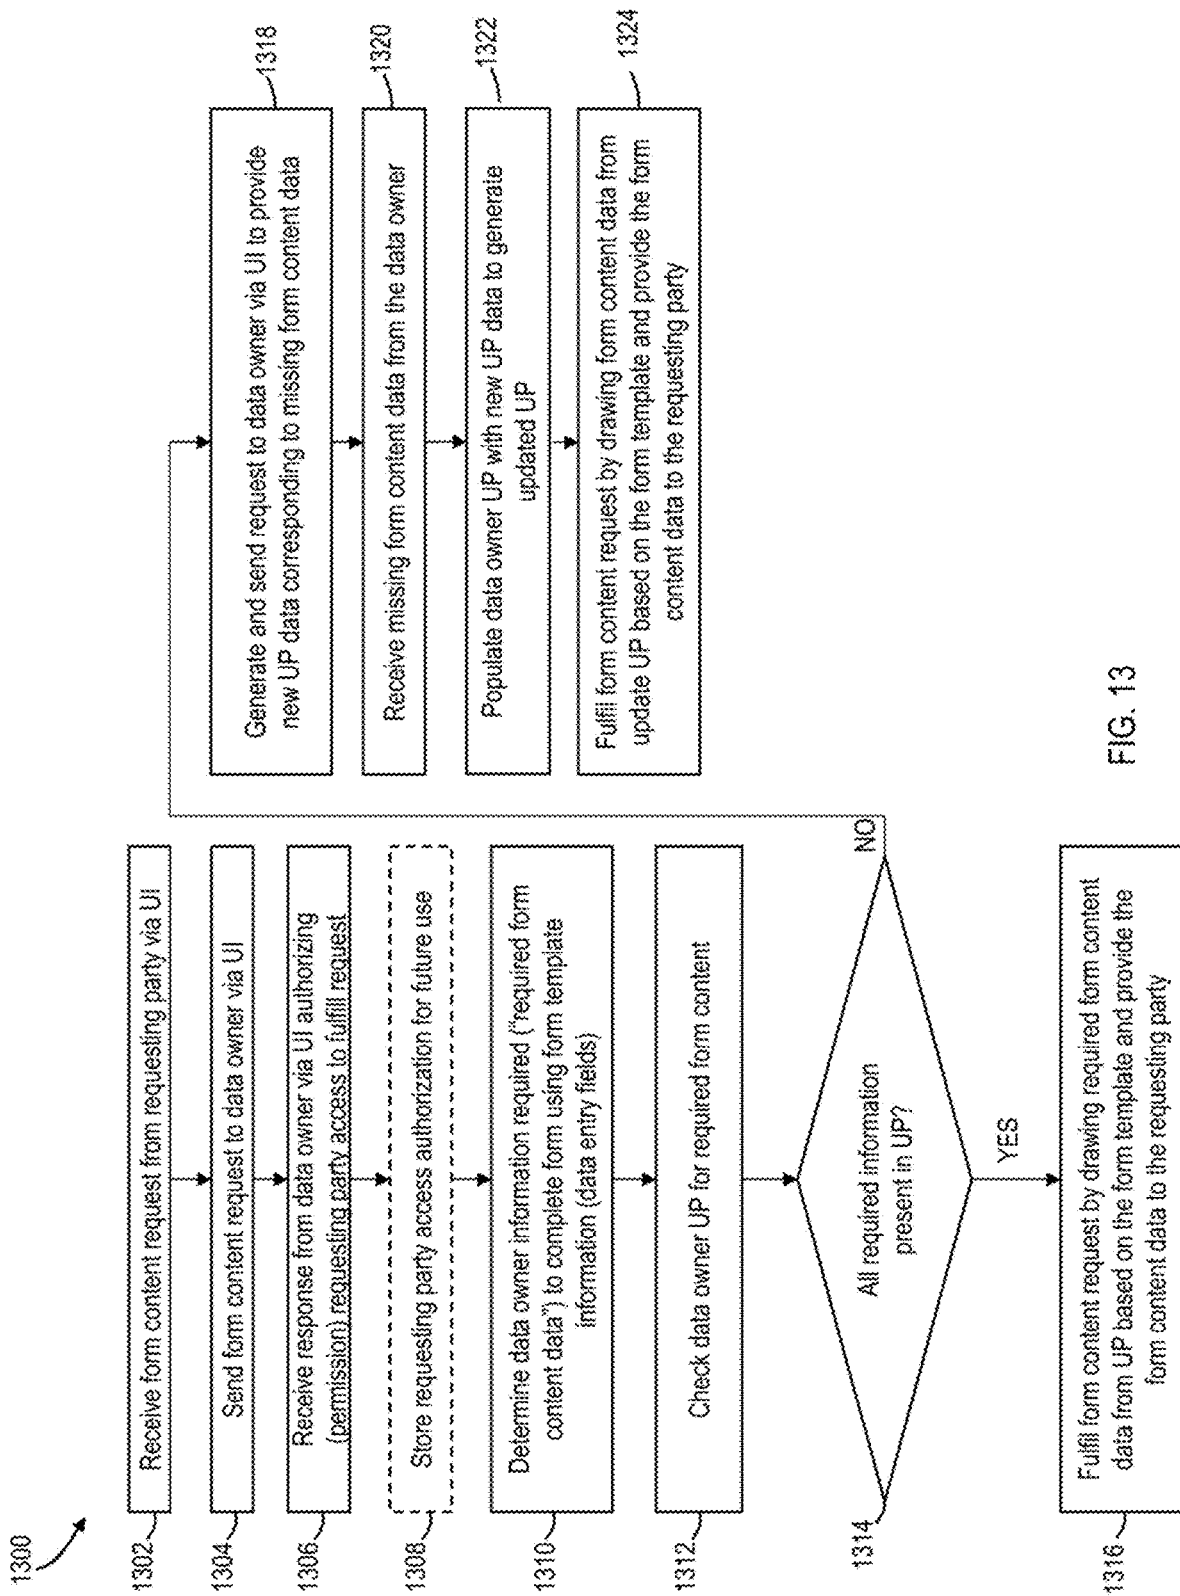 1300
1302
Receive form content request from requesting party via UI
1304
Send form content request to data owner via UI
1306
Receive response from data owner via UI authorizing
(permission) requesting party access to fulfill request
1308
Store requesting party access authorization for future use
1310
Determine data owner information required ("required form
content data") to complete form using form template
information (data entry fields)
1312
Check data owner UP for required form content
1314
All required information
present in UP?
NO
YES
1316
Fulfil form content request by drawing required form content
data from UP based on the form template and provide the
form content data to the requesting party
Generate and send request to data owner via UI to provide
new UP data corresponding to missing form content data
1318
Receive missing form content data from the data owner
1320
Populate data owner UP with new UP data to generate
updated UP
1322
Fulfil form content request by drawing form content data from
update UP based on the form template and provide the form
content data to the requesting party
1324
FIG. 13